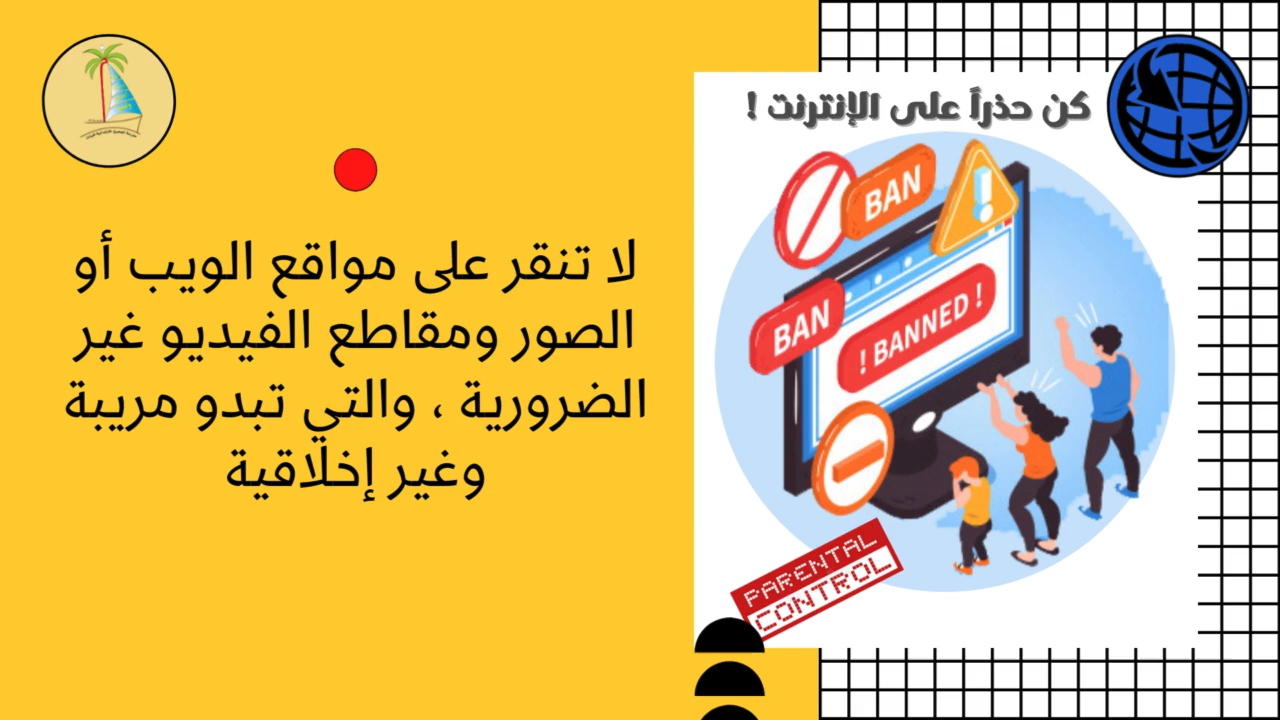 كن حذراً على الإنترنت !
لا تنقر على مواقع الويب أو
الصور ومقاطع الفيديو غير
الضرورية ، والتي تبدو مريبة
وغير إخلاقية
BAN
BAN
! BANNED !
PARENTAL
CONTROL